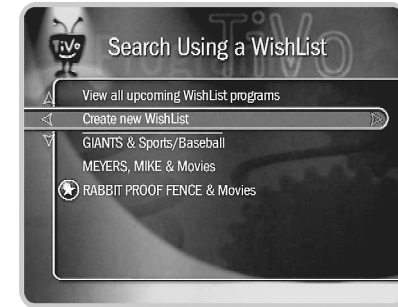 TiVo
Search Using a WishList
View all upcoming WishList programs
Create new WishList
GIANTS & Sports/Baseball
MEYERS, MIKE & Movies
RABBIT PROOF FENCE & Movies